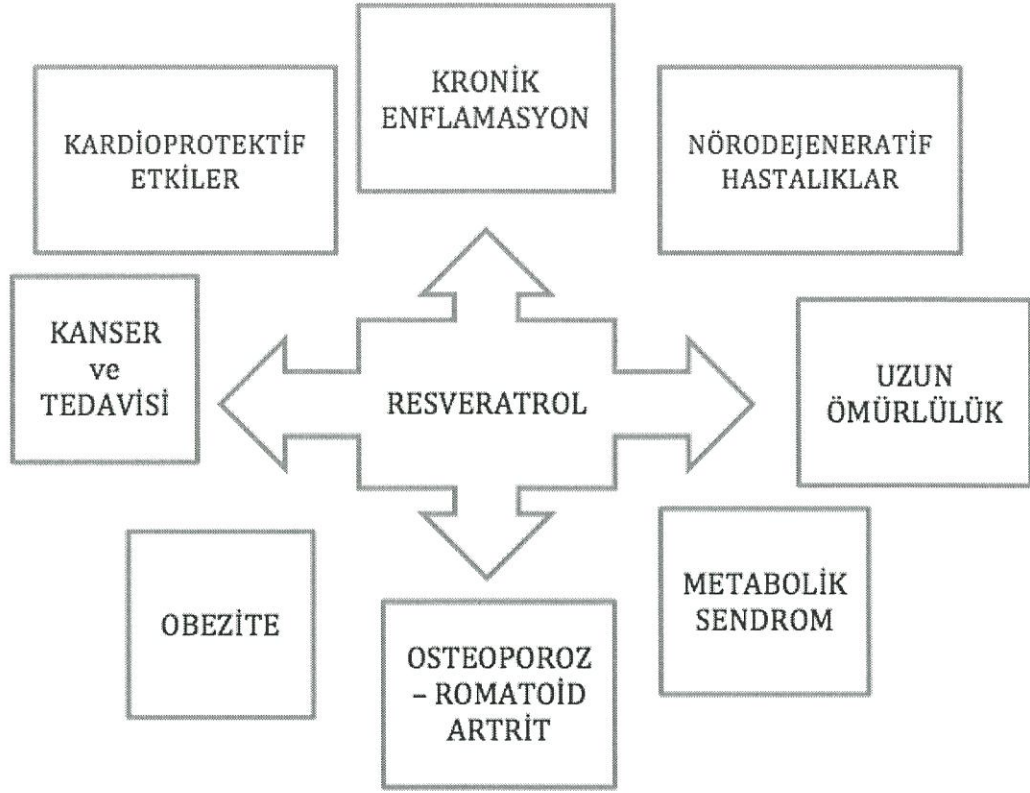 KRONİK
ENFLAMASYON
KARDİOPROTEKTİF
ETKİLER
NÖRODEJENERATİF
HASTALIKLAR
KANSER
ve
TEDAVİSİ
RESVERATROL
UZUN
ÖMÜRLÜLÜK
OBEZİTE
OSTEOPOROZ
– ROMATOİD
ARTRİT
METABOLİK
SENDROM